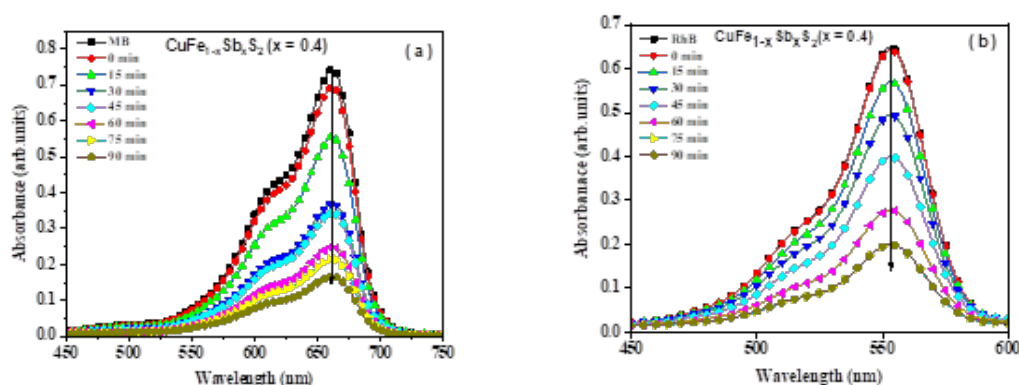 CuFe1-xSbxS2 (x = 0.4)
( a )
MB
0 min
15 min
30 min
45 min
60 min
75 min
90 min
Absorbance (arb.units)
0.8
0.7
0.6
0.5
0.4
0.3
0.2
0.1
0.0
450 500 550 600 650 700 750
Wavelength (nm)
CuFe1-xSbxS2(x = 0.4)
( b )
RhB
0 min
15 min
30 min
45 min
60 min
75 min
90 min
Absorbance (arb.units)
0.7
0.6
0.5
0.4
0.3
0.2
0.1
0.0
450 500 550 600
Wavelength (nm)